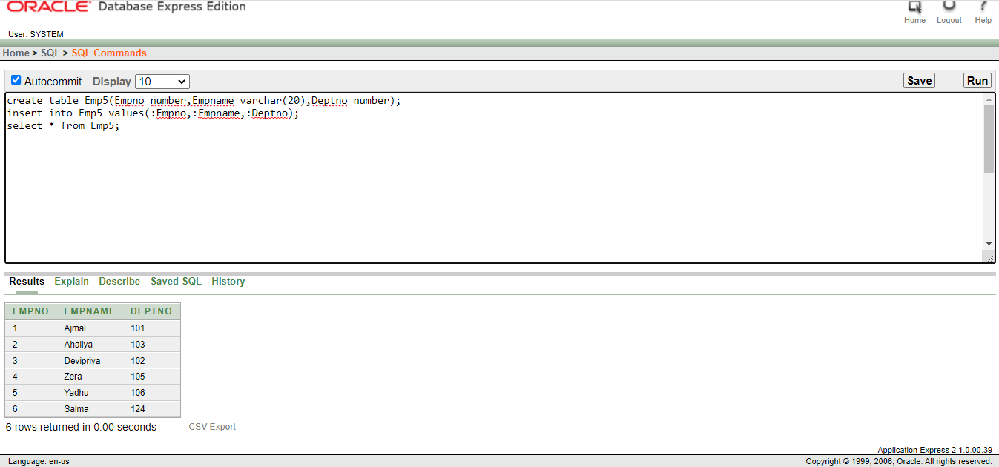 ORACLE Database Express Edition
Home Logout Help
User: SYSTEM
Home > SQL > SQL Commands
Autocommit Display 10 Save Run
create table Emp5(Empno number,Empname varchar(20),Deptno number);
insert into Emp5 values(:Empno,:Empname,:Deptno);
select * from Emp5;
Results Explain Describe Saved SQL History
EMPNO EMPNAME DEPTNO
1 Ajmal 101
2 Ahallya 103
3 Devipriya 102
4 Zera 105
5 Yadhu 106
6 Salma 124
6 rows returned in 0.00 seconds CSV Export
Application Express 2.1.0.00.39
Language: en-us Copyright © 1999, 2006, Oracle. All rights reserved.